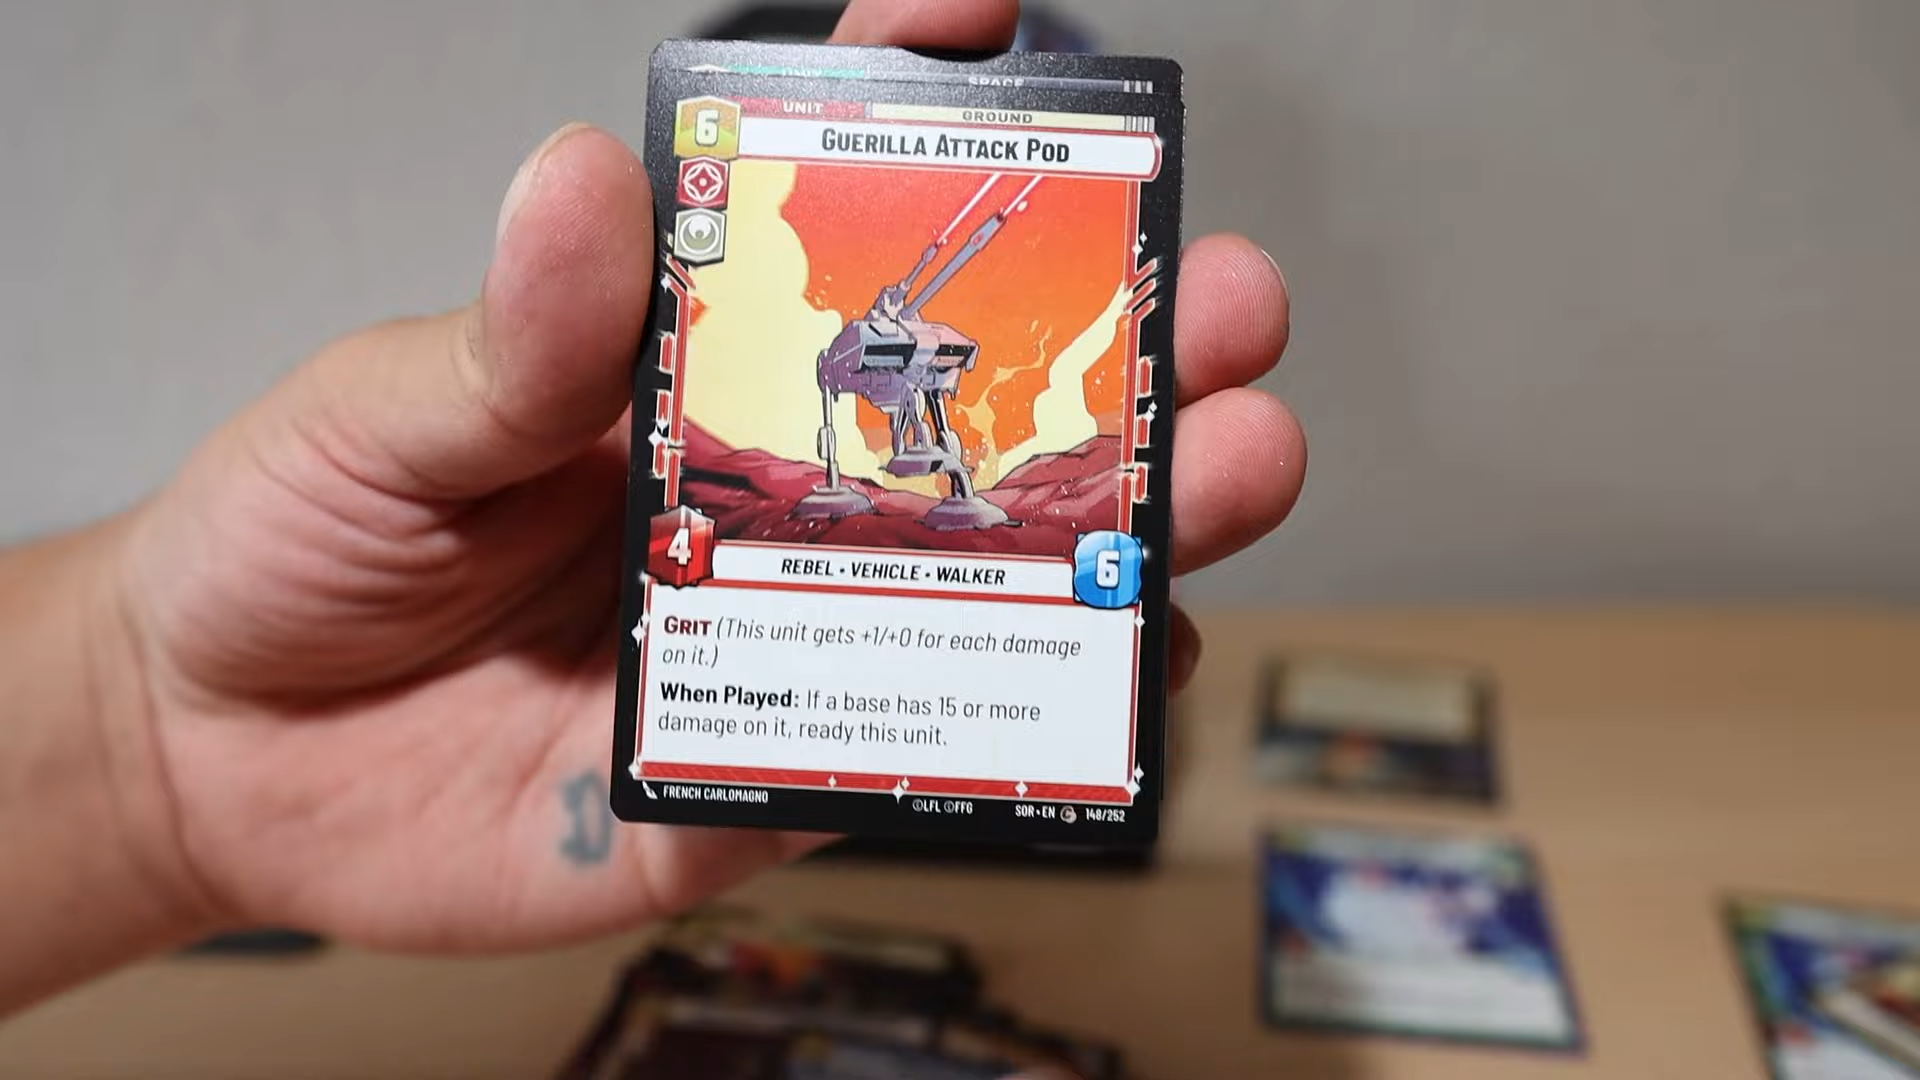 SPACE
6
UNIT
GROUND
GUERILLA ATTACK POD
4
REBEL • VEHICLE • WALKER
6
GRIT (This unit gets +1/+0 for each damage
on it.)
When Played: If a base has 15 or more
damage on it, ready this unit.
FRENCH CARLOMAGNO
©LFL ©FFG
SOR • EN C 148/252